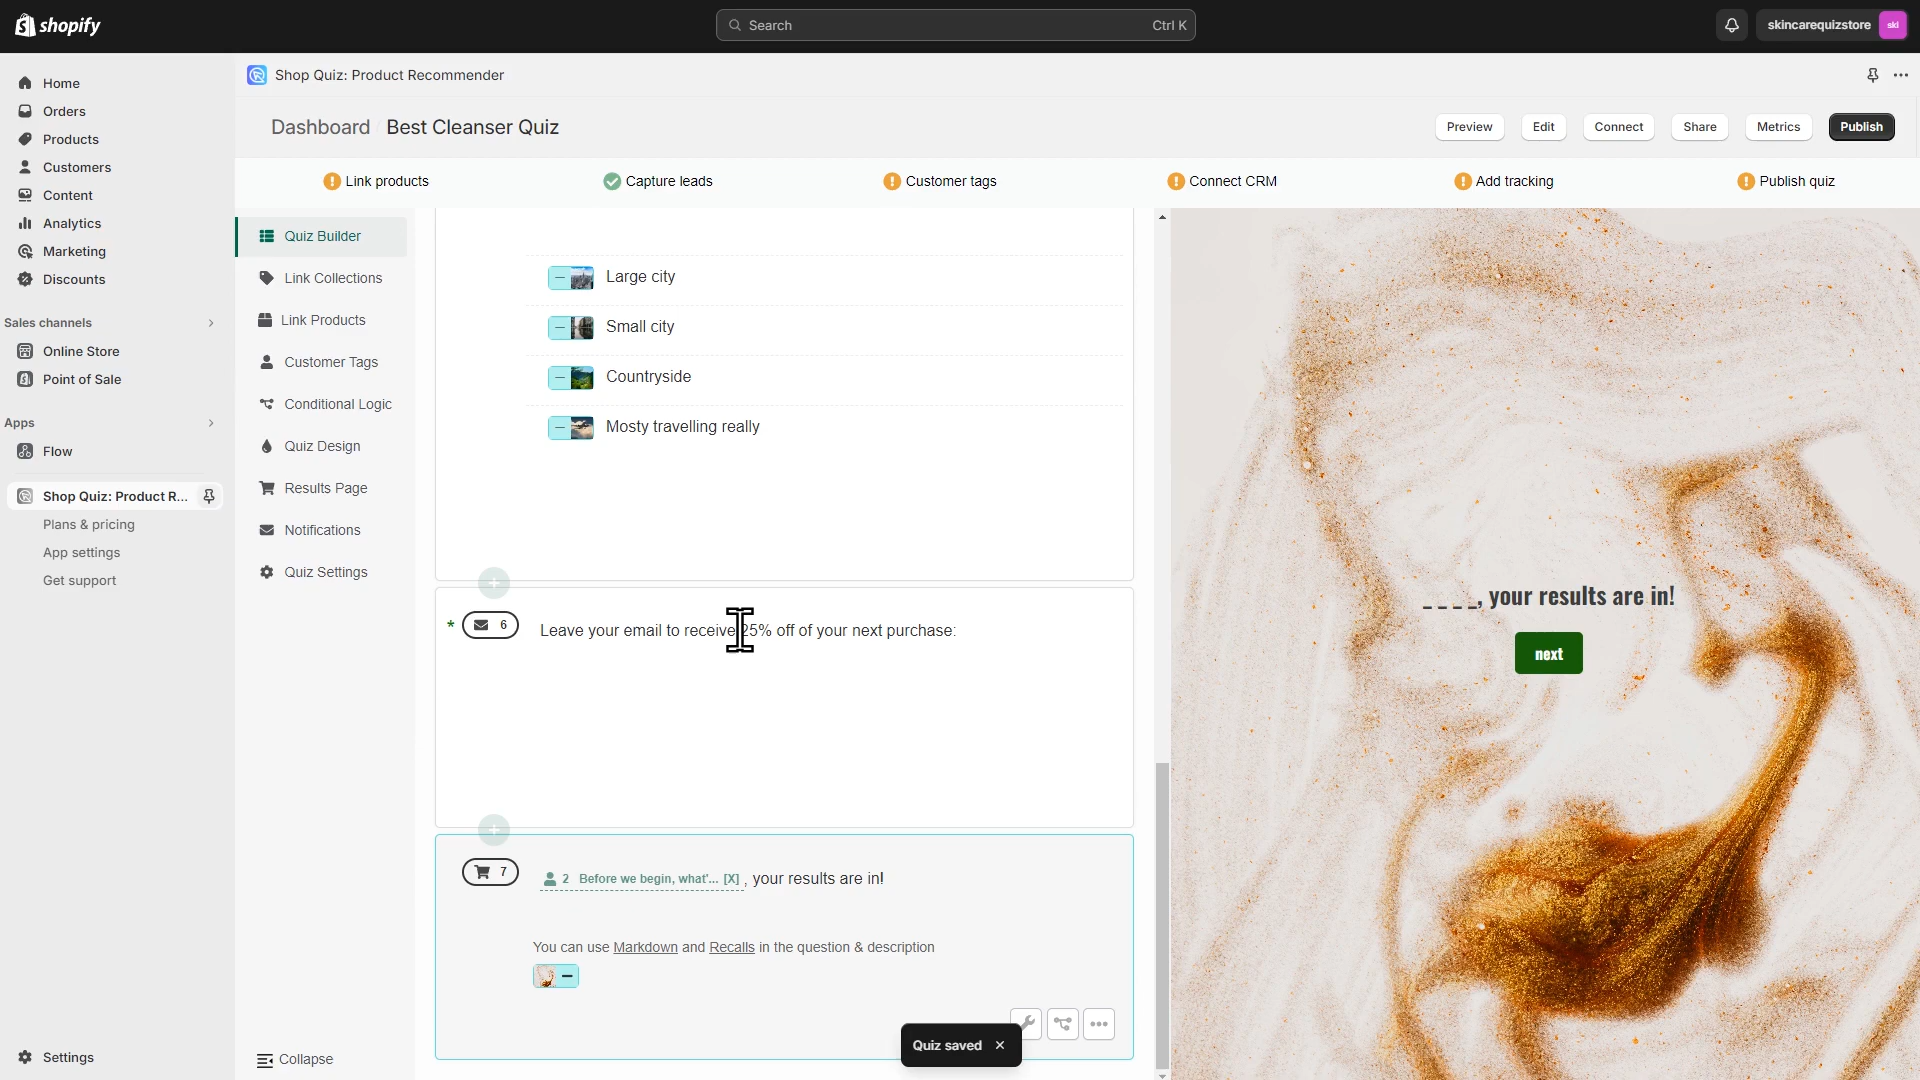 shopify
Search
Ctrl K
skincarequizstore
ski
Home
Orders
Products
Customers
Content
Analytics
Marketing
Discounts
Sales channels
Online Store
Point of Sale
Apps
Flow
Shop Quiz: Product R...
Plans & pricing
App settings
Get support
Settings
Shop Quiz: Product Recommender
Dashboard Best Cleanser Quiz
Preview
Edit
Connect
Share
Metrics
Publish
Link products
Capture leads
Customer tags
Connect CRM
Add tracking
Publish quiz
Quiz Builder
Link Collections
Link Products
Customer Tags
Conditional Logic
Quiz Design
Results Page
Notifications
Quiz Settings
Collapse
Large city
Small city
Countryside
Mosty travelling really
* 6 Leave your email to receive 25% off of your next purchase:
7 2 Before we begin, what'... [X] , your results are in!
You can use Markdown and Recalls in the question & description
Quiz saved
_ _ _ _, your results are in!
next